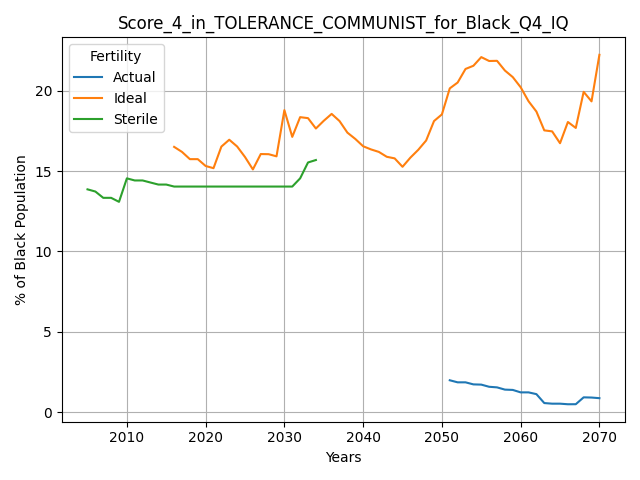 Score_4_in_TOLERANCE_COMMUNIST_for_Black_Q4_IQ
Fertility
Actual
Ideal
Sterile
% of Black Population
20
15
10
5
0
2010 2020 2030 2040 2050 2060 2070
Years